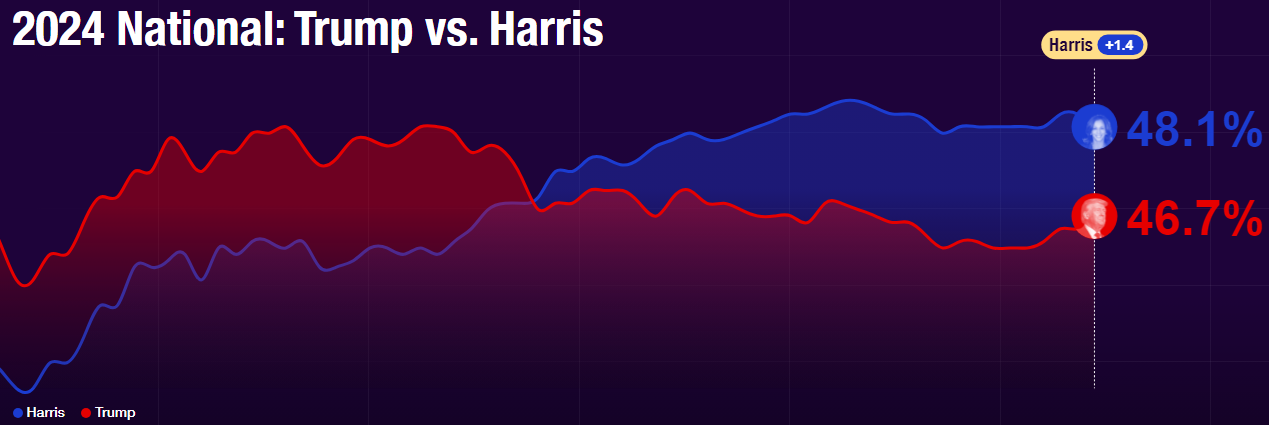 2024 National: Trump vs. Harris
Harris +1.4
48.1%
46.7%
Harris Trump